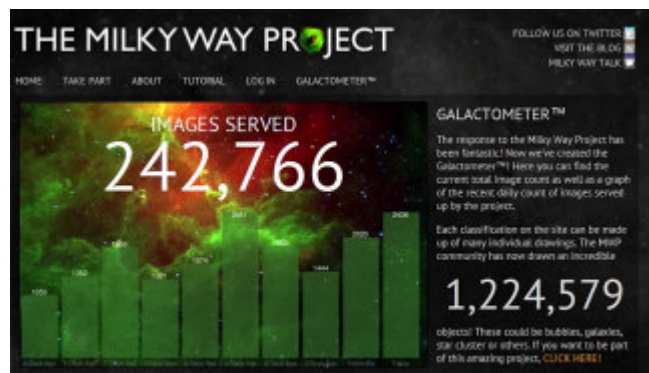 THE MILKY WAY PROJECT
FOLLOW US ON TWITTER
VISIT THE BLOG
MILKY WAY TALK
HOME TAKE PART ABOUT TUTORIAL LOG IN GALACTOMETER™
IMAGES SERVED
242,766
GALACTOMETER™
The response to the Milky Way Project has
been fantastic! Now we've created the
Galactometer™! Here you can find the
current total image count as well as a graph
of the recent daily count of images served
up by the project.
Each classification on the site can be made
up of many individual drawings. The MWP
community has now drawn an incredible
1,224,579
objects! These could be bubbles, galaxies,
star cluster or others. If you want to be part
of this amazing project, CLICK HERE!